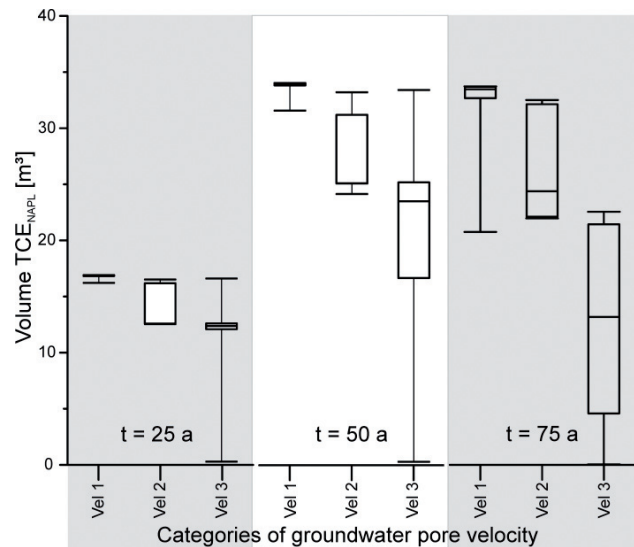 Volume TCE_NAPL [m³]
40
30
20
10
0
t = 25 a
t = 50 a
t = 75 a
Vel 1
Vel 2
Vel 3
Vel 1
Vel 2
Vel 3
Vel 1
Vel 2
Vel 3
Categories of groundwater pore velocity